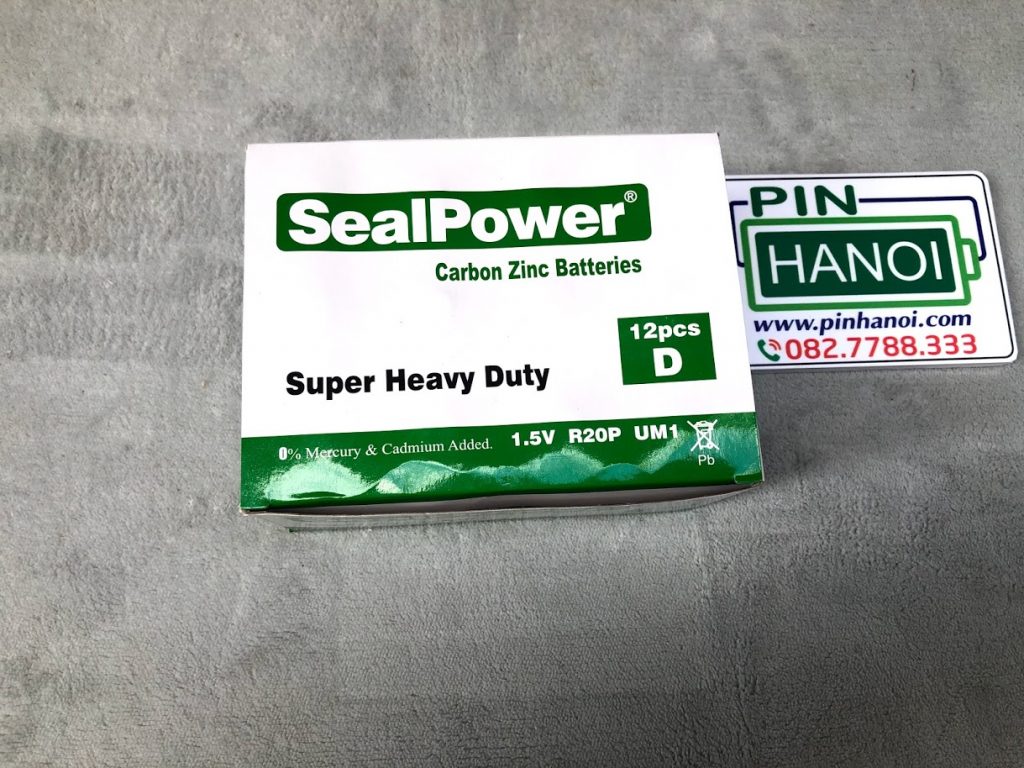 SealPower®
Carbon Zinc Batteries
12pcs
D
Super Heavy Duty
0% Mercury & Cadmium Added. 1.5V R20P UM1
Pb
PIN
HANOI
www.pinhanoi.com
082.7788.333